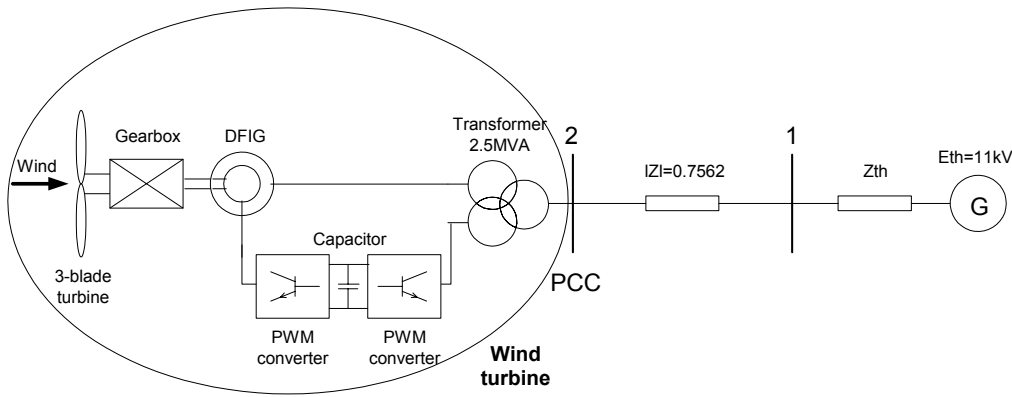 Wind
Gearbox
DFIG
Transformer
2.5MVA
2
1
|Z|=0.7562
Zth
Eth=11kV
G
3-blade
turbine
Capacitor
PWM
converter
PWM
converter
PCC
Wind
turbine